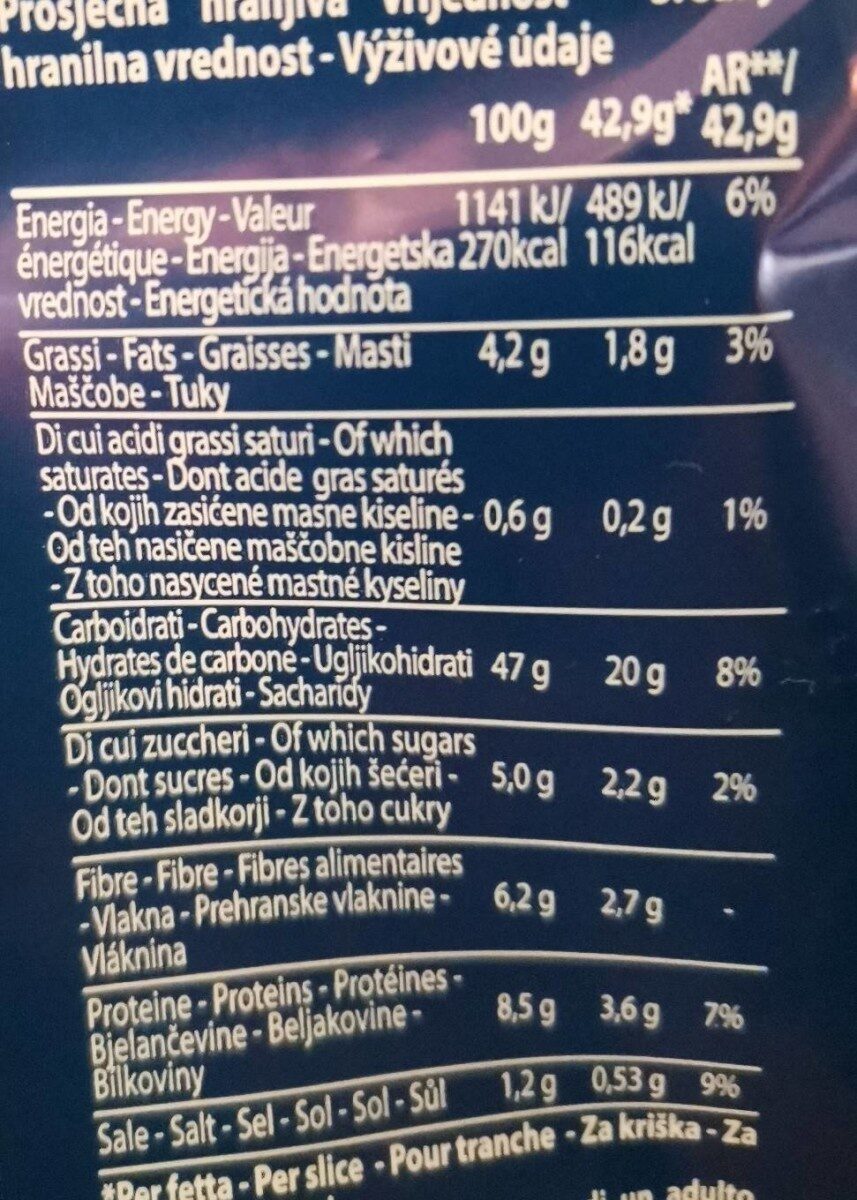 Prosječna hranjiva
hranilna vrednost - Výživové údaje
AR**/
100g 42,9g* 42,9g
Energia - Energy - Valeur 1141 kJ/ 489 kJ/ 6%
énergétique - Energija - Energetska 270kcal 116kcal
vrednost - Energetická hodnota
Grassi - Fats - Graisses - Masti 4,2 g 1,8 g 3%
Maščobe - Tuky
Di cui acidi grassi saturi - Of which
saturates - Dont acide gras saturés
- Od kojih zasićene masne kiseline - 0,6 g 0,2 g 1%
Od teh nasičene maščobne kisline
- Z toho nasycené mastné kyseliny
Carboidrati - Carbohydrates -
Hydrates de carbone - Ugljikohidrati 47 g 20 g 8%
Ogljikovi hidrati - Sacharidy
Di cui zuccheri - Of which sugars
- Dont sucres - Od kojih šećeri - 5,0 g 2,2 g 2%
Od teh sladkorji - Z toho cukry
Fibre - Fibre - Fibres alimentaires
- Vlakna - Prehranske vlaknine - 6,2 g 2,7 g -
Vláknina
Proteine - Proteins - Protéines -
Bjelančevine - Beljakovine - 8,5 g 3,6 g 7%
Bílkoviny
Sale - Salt - Sel - Sol - Sol - Sůl 1,2 g 0,53 g 9%
*Per fetta - Per slice - Pour tranche - Za kriška - Za
un adulto